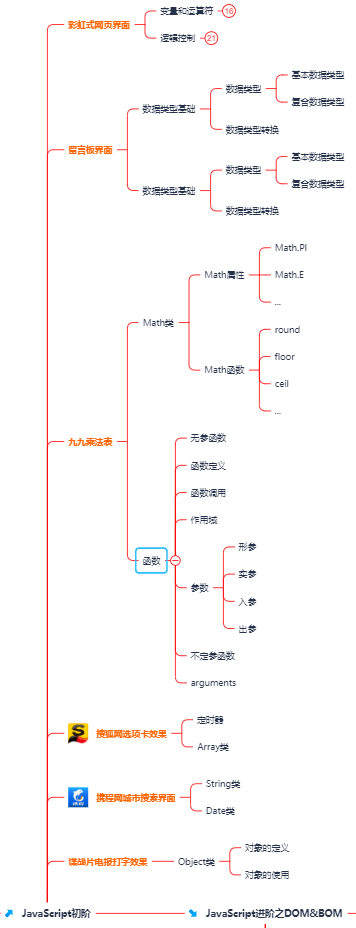 彩虹式网页界面
变量和运算符
16
逻辑控制
21
留言板界面
数据类型基础
数据类型
基本数据类型
复合数据类型
数据类型转换
数据类型基础
数据类型
基本数据类型
复合数据类型
数据类型转换
九九乘法表
Math类
Math属性
Math.PI
Math.E
...
Math函数
round
floor
ceil
...
函数
无参函数
函数定义
函数调用
作用域
参数
形参
实参
入参
出参
不定参函数
arguments
搜狐网选项卡效果
定时器
Array类
携程网城市搜素界面
String类
Date类
谍战片电报打字效果
Object类
对象的定义
对象的使用
JavaScript初阶
JavaScript进阶之DOM&BOM